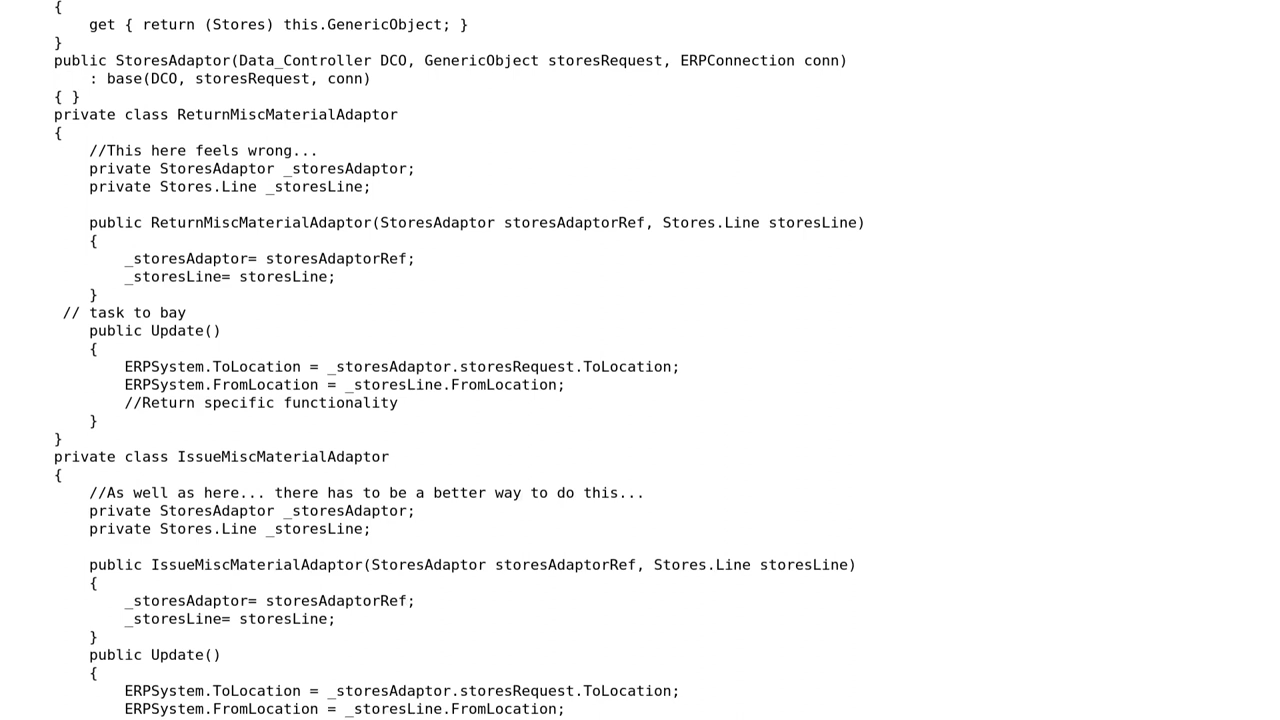 {
get { return (Stores) this.GenericObject; }
}
public StoresAdaptor(Data_Controller DCO, GenericObject storesRequest, ERPConnection conn)
: base(DCO, storesRequest, conn)
{ }
private class ReturnMiscMaterialAdaptor
{
//This here feels wrong...
private StoresAdaptor _storesAdaptor;
private Stores.Line _storesLine;
public ReturnMiscMaterialAdaptor(StoresAdaptor storesAdaptorRef, Stores.Line storesLine)
{
_storesAdaptor= storesAdaptorRef;
_storesLine= storesLine;
}
// task to bay
public Update()
{
ERPSystem.ToLocation = _storesAdaptor.storesRequest.ToLocation;
ERPSystem.FromLocation = _storesLine.FromLocation;
//Return specific functionality
}
}
private class IssueMiscMaterialAdaptor
{
//As well as here... there has to be a better way to do this...
private StoresAdaptor _storesAdaptor;
private Stores.Line _storesLine;
public IssueMiscMaterialAdaptor(StoresAdaptor storesAdaptorRef, Stores.Line storesLine)
{
_storesAdaptor= storesAdaptorRef;
_storesLine= storesLine;
}
public Update()
{
ERPSystem.ToLocation = _storesAdaptor.storesRequest.ToLocation;
ERPSystem.FromLocation = _storesLine.FromLocation;